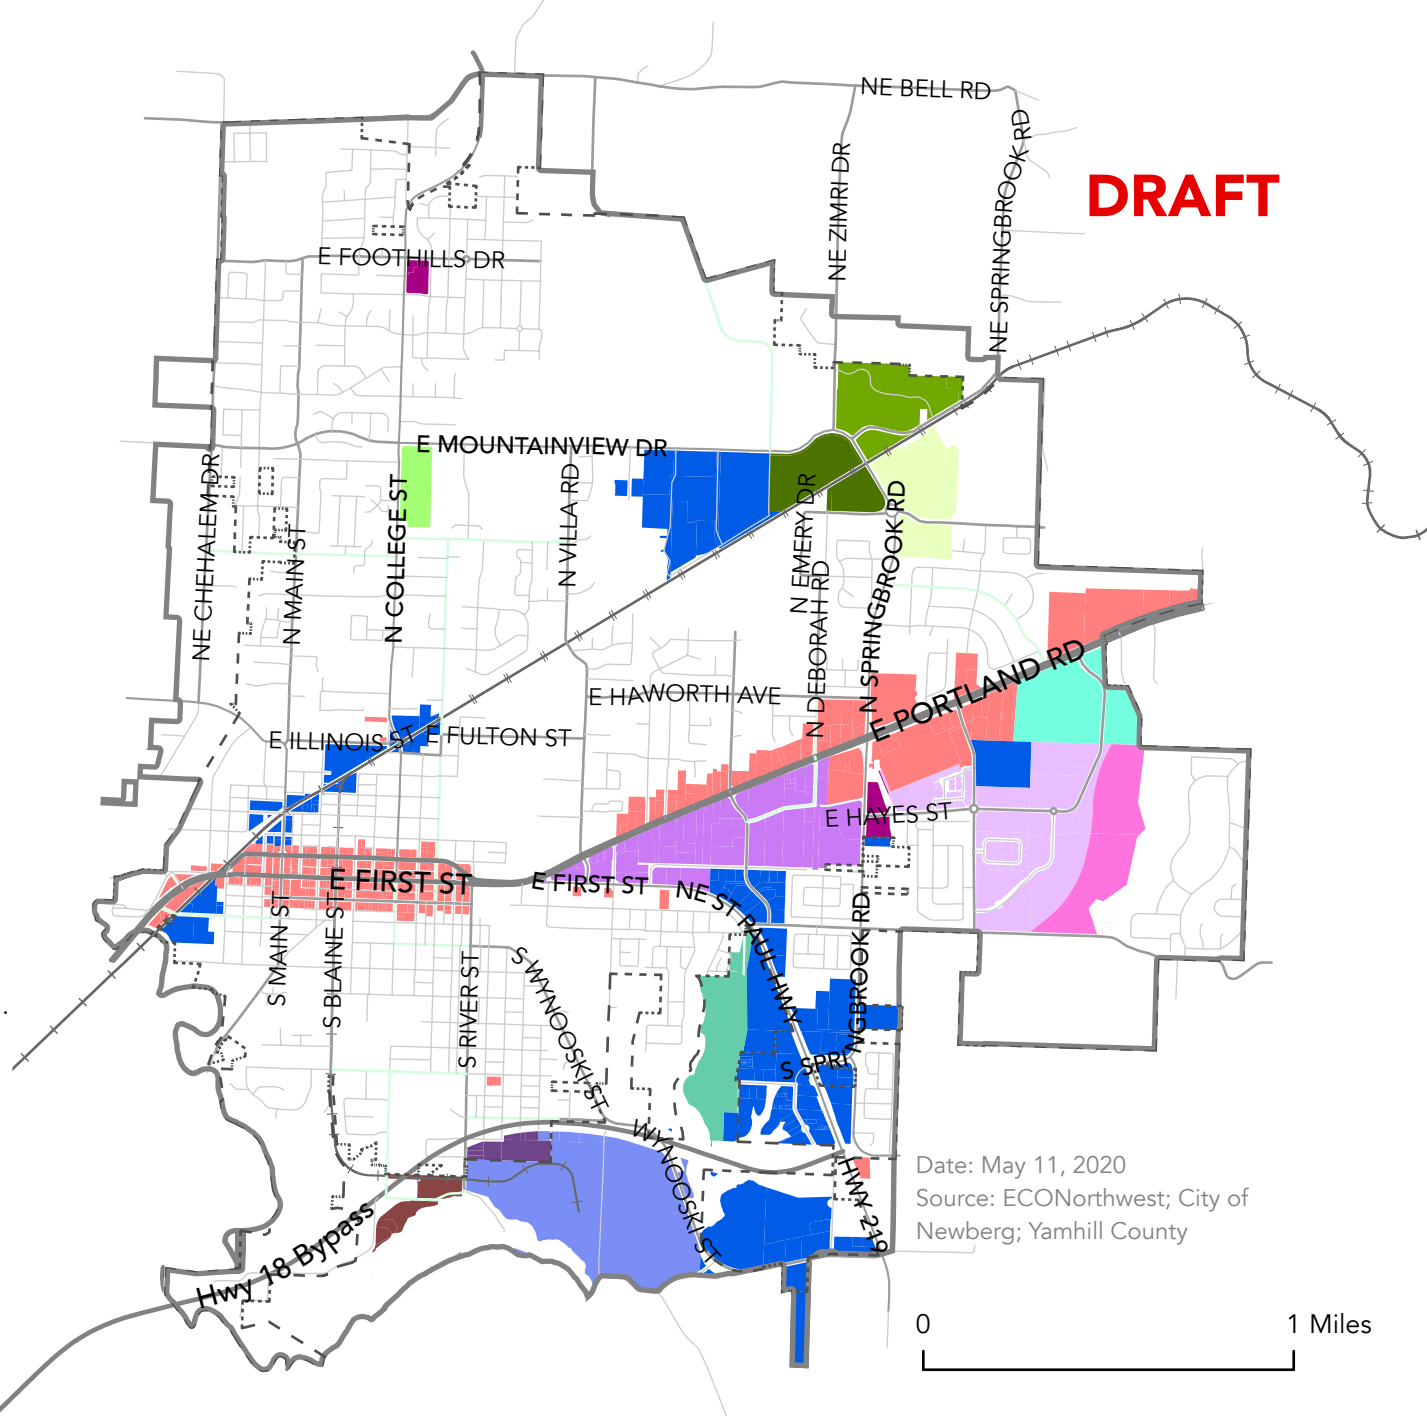 NE BELL RD
NE SPRINGBROOK RD
NE ZIMRI DR
DRAFT
E FOOTHILLS DR
E MOUNTAINVIEW DR
NE CHEHALEM DR
N MAIN ST
N COLLEGE ST
N VILLA RD
N EMERY DR
N DEBORAH RD
N SPRINGBROOK RD
E HAWORTH AVE
E PORTLAND RD
E ILLINOIS ST
E FULTON ST
E HAYES ST
E FIRST ST
E FIRST ST
NE ST PAUL HWY
S MAIN ST
S BLAINE ST
S RIVER ST
S WYNOOSKI ST
NGBROOK RD
S SPRI
WYNOOSKI ST
HWY 219
Hwy 18 Bypass
Date: May 11, 2020
Source: ECONorthwest; City of
Newberg; Yamhill County
0
1 Miles